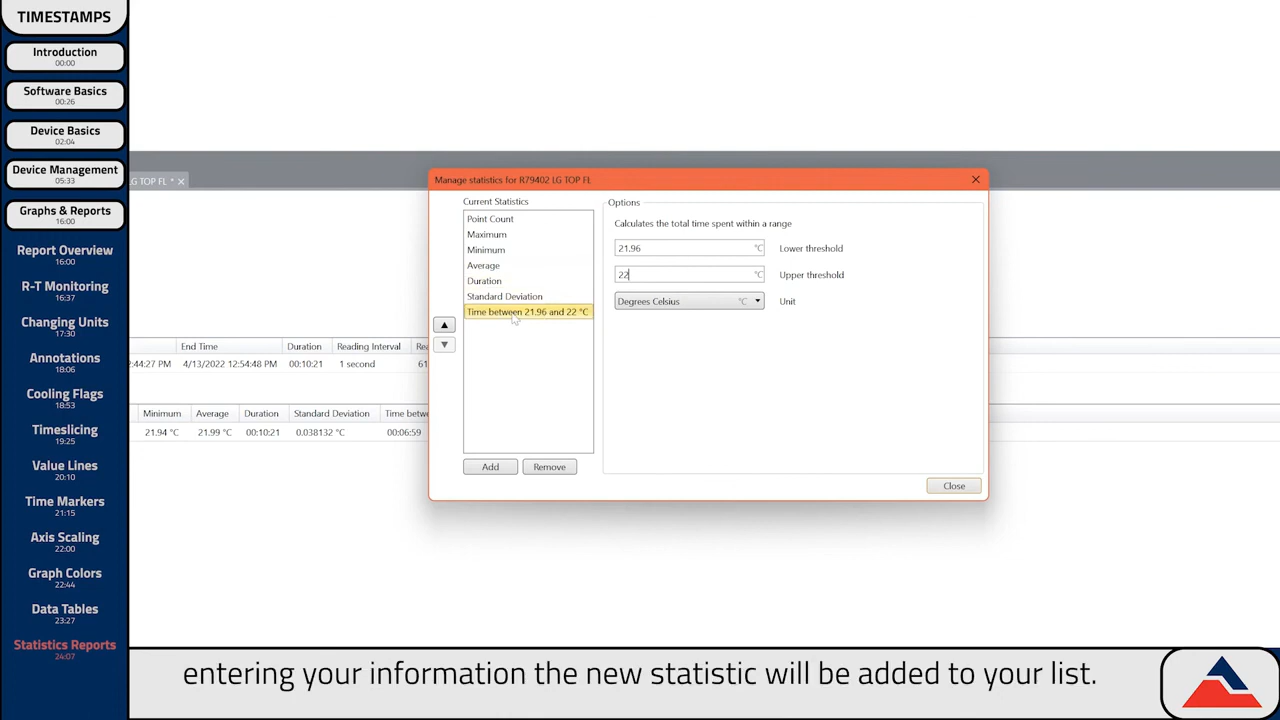 TIMESTAMPS
Introduction
00:00
Software Basics
00:26
Device Basics
02:04
Device Management
05:33
Graphs & Reports
16:00
Report Overview
16:00
R-T Monitoring
16:37
Changing Units
17:30
Annotations
18:06
Cooling Flags
18:53
Timeslicing
19:25
Value Lines
20:10
Time Markers
21:15
Axis Scaling
22:00
Graph Colors
22:44
Data Tables
23:27
Statistics Reports
24:07
LG TOP FL * ×
End Time Duration Reading Interval Rea
2:44:27 PM 4/13/2022 12:54:48 PM 00:10:21 1 second 61
Minimum Average Duration Standard Deviation Time betwe
21.94 °C 21.99 °C 00:10:21 0.038132 °C 00:06:59
Manage statistics for R79402 LG TOP FL
Current Statistics
Point Count
Maximum
Minimum
Average
Duration
Standard Deviation
Time between 21.96 and 22 °C
Add Remove
Options
Calculates the total time spent within a range
21.96 °C Lower threshold
22 °C Upper threshold
Degrees Celsius °C Unit
Close
entering your information the new statistic will be added to your list.